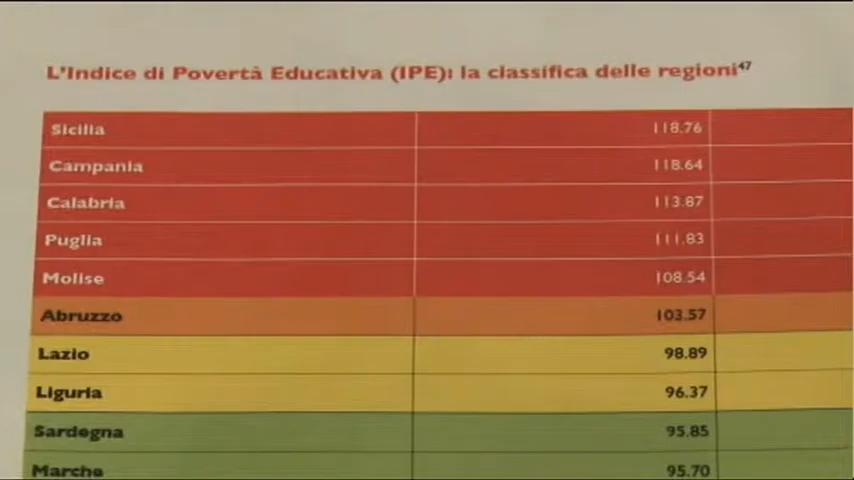 L'Indice di Povertà Educativa (IPE): la classifica delle regioni47
Sicilia 118.76
Campania 118.64
Calabria 113.87
Puglia 111.83
Molise 108.54
Abruzzo 103.57
Lazio 98.89
Liguria 96.37
Sardegna 95.85
Marche 95.70